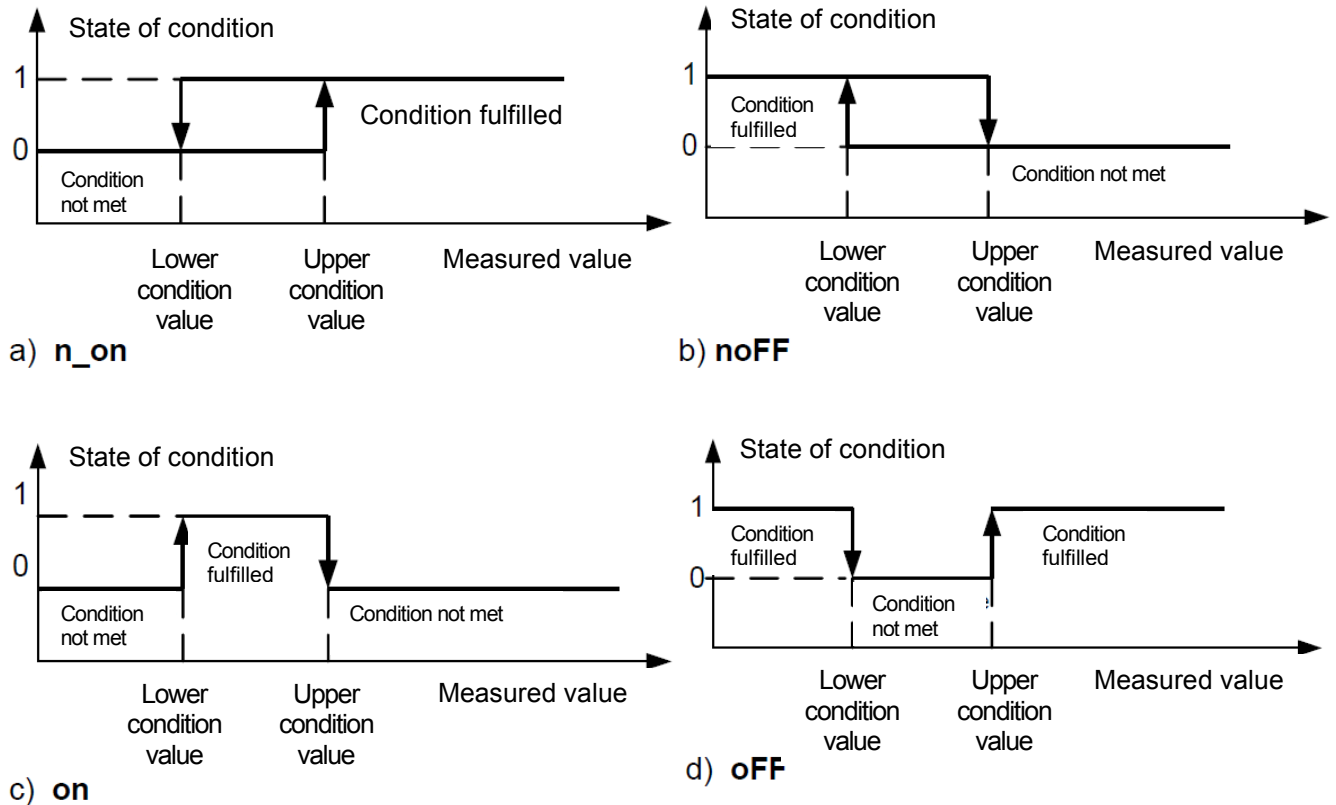 State of condition
1
Condition fulfilled
0
Condition
not met
Lower
condition
value
Upper
condition
value
Measured value
a) n_on
State of condition
1
Condition
fulfilled
0
Condition not met
Lower
condition
value
Upper
condition
value
Measured value
b) noFF
State of condition
1
Condition
fulfilled
0
Condition
not met
Condition not met
Lower
condition
value
Upper
condition
value
Measured value
c) on
State of condition
1
Condition
fulfilled
Condition
fulfilled
0
Condition
not met
Lower
condition
value
Upper
condition
value
Measured value
d) oFF